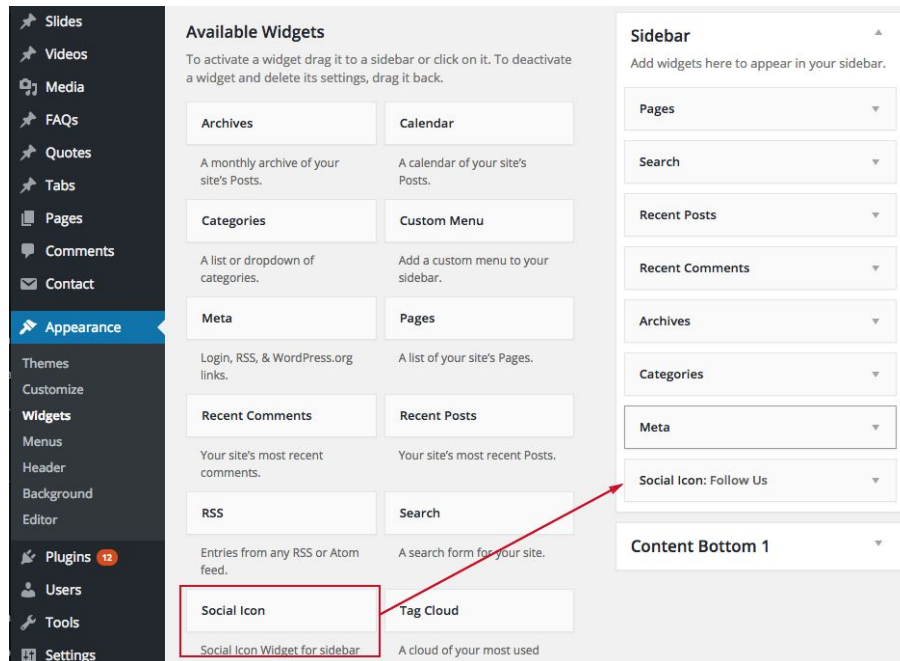 Slides
Videos
Media
FAQs
Quotes
Tabs
Pages
Comments
Contact
Appearance
Themes
Customize
Widgets
Menus
Header
Background
Editor
Plugins 12
Users
Tools
Settings
Available Widgets
To activate a widget drag it to a sidebar or click on it. To deactivate
a widget and delete its settings, drag it back.
Archives
A monthly archive of your
site's Posts.
Calendar
A calendar of your site's
Posts.
Categories
A list or dropdown of
categories.
Custom Menu
Add a custom menu to your
sidebar.
Meta
Login, RSS, & WordPress.org
links.
Pages
A list of your site's Pages.
Recent Comments
Your site's most recent
comments.
Recent Posts
Your site's most recent Posts.
RSS
Entries from any RSS or Atom
feed.
Search
A search form for your site.
Social Icon
Social Icon Widget for sidebar
Tag Cloud
A cloud of your most used
Sidebar
Add widgets here to appear in your sidebar.
Pages
Search
Recent Posts
Recent Comments
Archives
Categories
Meta
Social Icon: Follow Us
Content Bottom 1